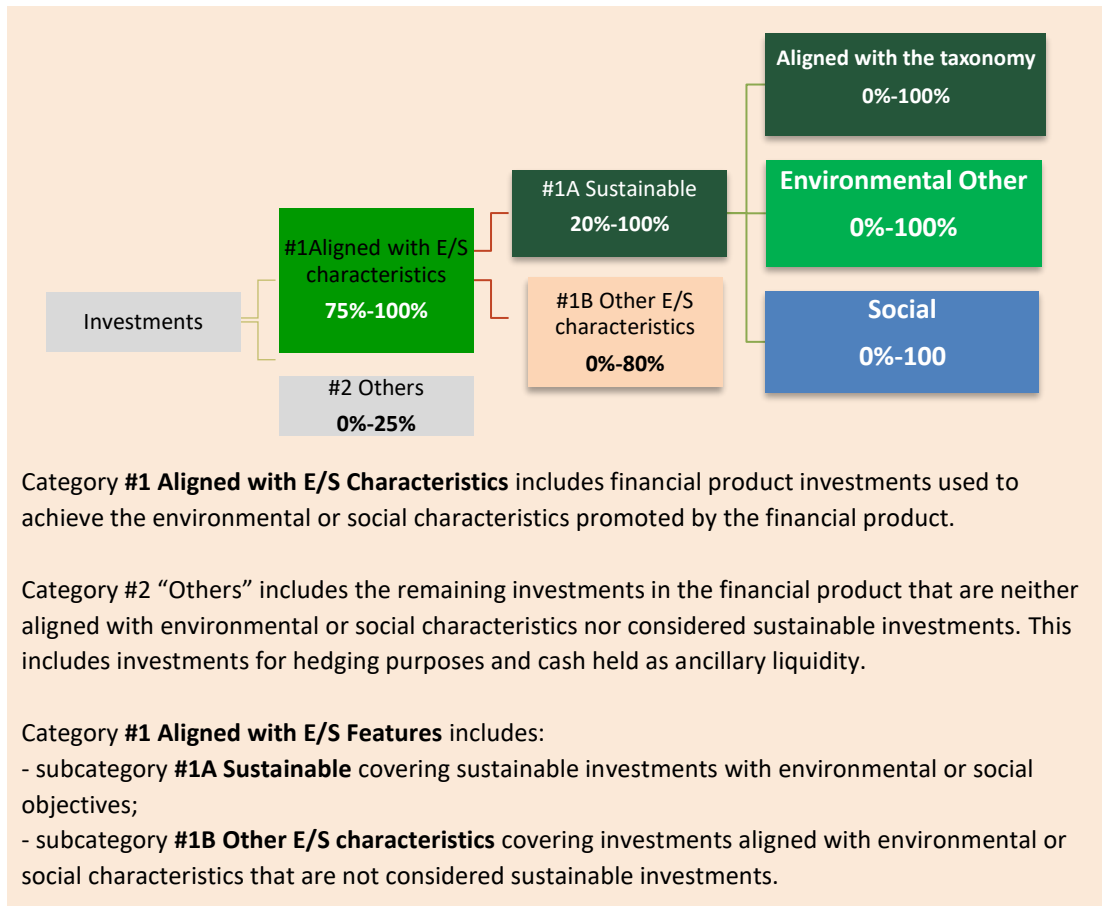 Aligned with the taxonomy
0%-100%
#1A Sustainable
20%-100%
Environmental Other
0%-100%
#1Aligned with E/S
characteristics
75%-100%
Investments
#1B Other E/S
characteristics
0%-80%
Social
0%-100
#2 Others
0%-25%
Category #1 Aligned with E/S Characteristics includes financial product investments used to
achieve the environmental or social characteristics promoted by the financial product.
Category #2 “Others” includes the remaining investments in the financial product that are neither
aligned with environmental or social characteristics nor considered sustainable investments. This
includes investments for hedging purposes and cash held as ancillary liquidity.
Category #1 Aligned with E/S Features includes:
- subcategory #1A Sustainable covering sustainable investments with environmental or social
objectives;
- subcategory #1B Other E/S characteristics covering investments aligned with environmental or
social characteristics that are not considered sustainable investments.